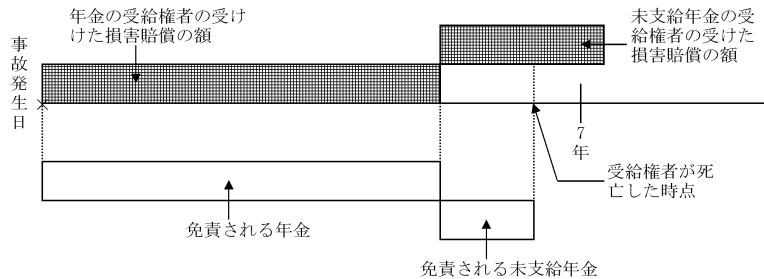 年金の受給権者の受け
けた損害賠償の額
未支給年金の受
給権者の受けた
損害賠償の額
事故発生日
7年
受給権者が死
亡した時点
免責される年金
免責される未支給年金